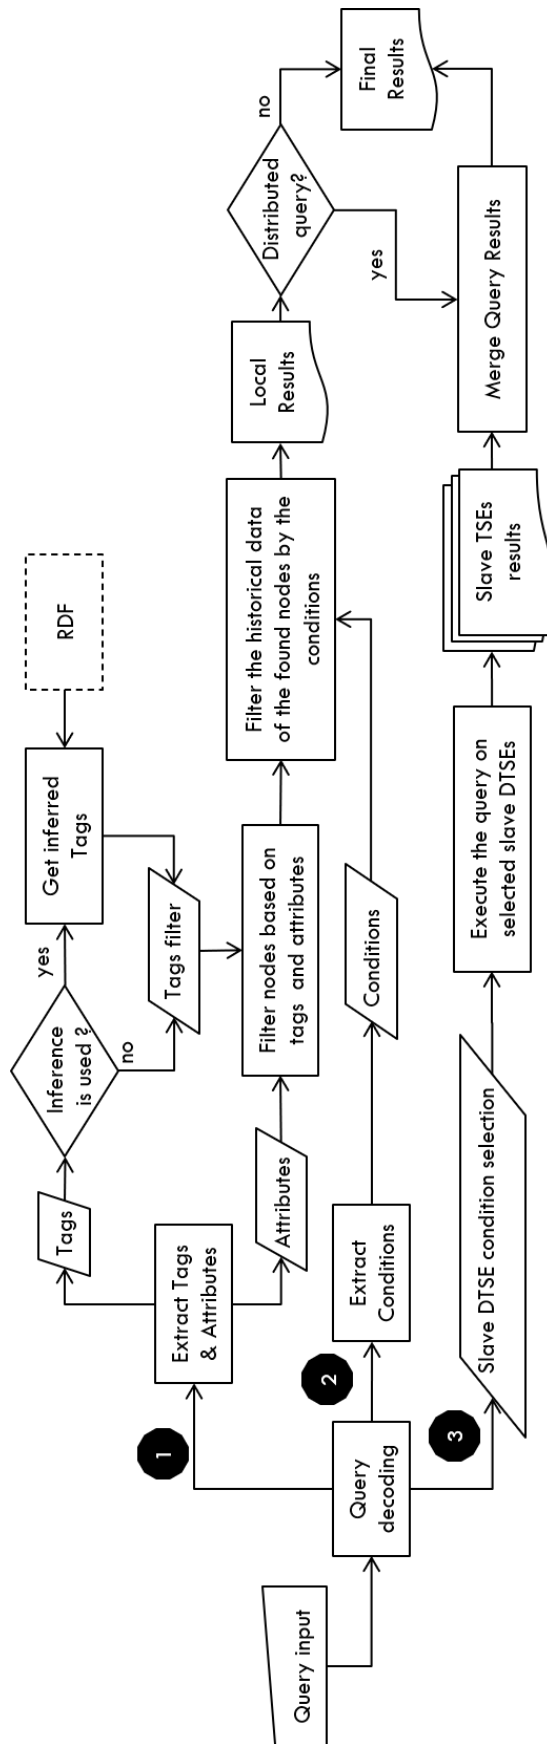 Query input
Query
decoding
1
Extract Tags
& Attributes
Tags
Inference
is used ?
yes
no
Get inferred
Tags
RDF
Tags filter
Attributes
Filter nodes based on
tags and attributes
Filter the historical data
of the found nodes by the
conditions
Local
Results
Distributed
query?
no
yes
Final
Results
2
Extract
Conditions
Conditions
3
Slave DTSE condition selection
Execute the query on
selected slave DTSEs
Slave TSEs
results
Merge Query Results